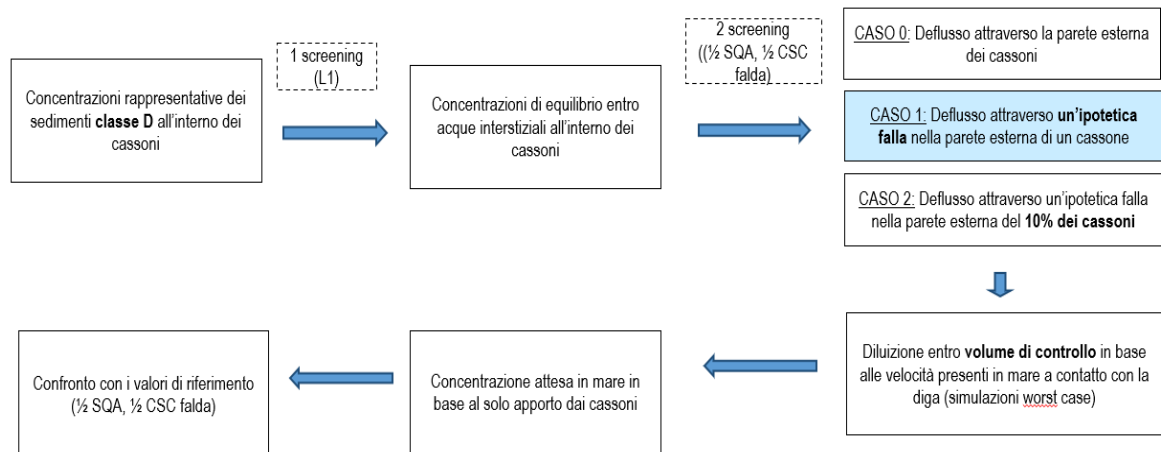 Concentrazioni rappresentative dei
sedimenti classe D all'interno dei
cassoni
1 screening
(L1)
Concentrazioni di equilibrio entro
acque interstiziali all'interno dei
cassoni
2 screening
((½ SQA, ½ CSC
falda)
CASO 0: Deflusso attraverso la parete esterna
dei cassoni
CASO 1: Deflusso attraverso un'ipotetica
falla nella parete esterna di un cassone
CASO 2: Deflusso attraverso un'ipotetica falla
nella parete esterna del 10% dei cassoni
Diluizione entro volume di controllo in base
alle velocità presenti in mare a contatto con la
diga (simulazioni worst case)
Concentrazione attesa in mare in
base al solo apporto dai cassoni
Confronto con i valori di riferimento
(½ SQA, ½ CSC falda)